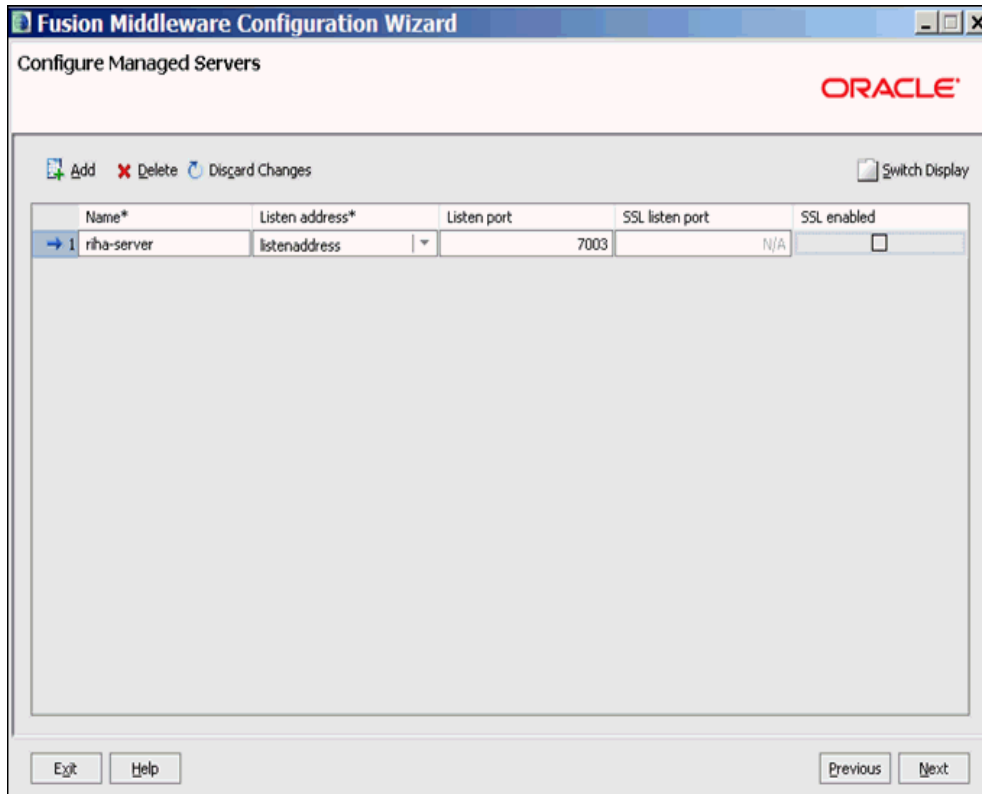 Fusion Middleware Configuration Wizard
Configure Managed Servers
ORACLE
Add Delete Discard Changes Switch Display
Name* Listen address* Listen port SSL listen port SSL enabled
1 riha-server listenaddress 7003 N/A
Exit Help Previous Next